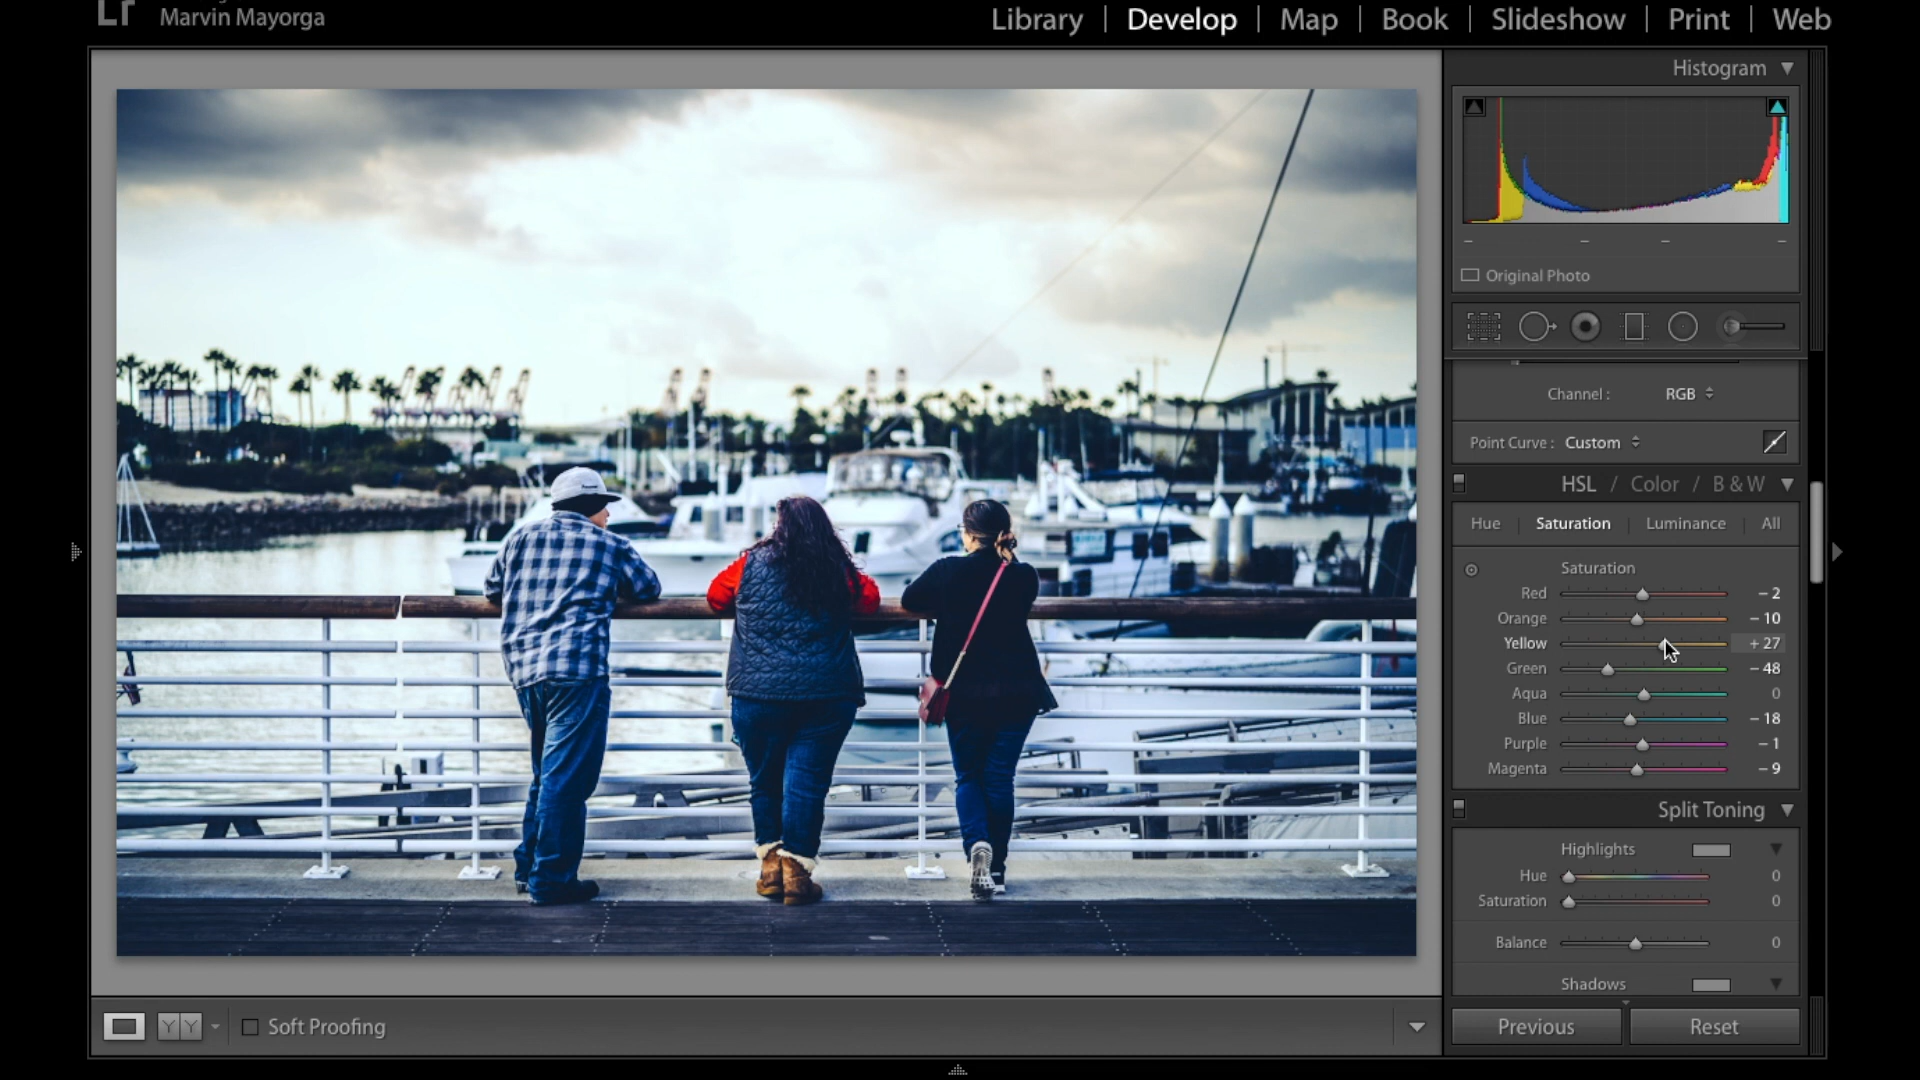 Lr
Marvin Mayorga
Library | Develop | Map | Book | Slideshow | Print | Web
Histogram
Original Photo
Channel : RGB
Point Curve : Custom
HSL / Color / B & W
Hue Saturation Luminance All
Saturation
Red − 2
Orange − 10
Yellow + 27
Green − 48
Aqua 0
Blue − 18
Purple − 1
Magenta − 9
Split Toning
Highlights
Hue 0
Saturation 0
Balance 0
Shadows
Previous Reset
YY Soft Proofing